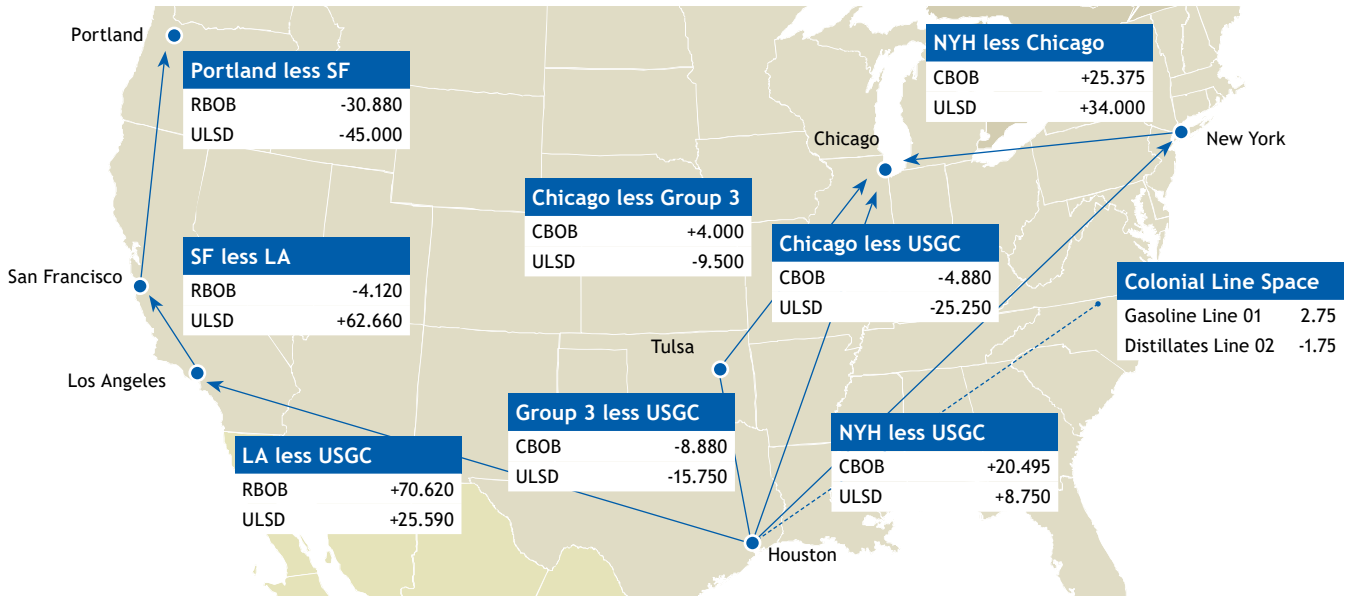 Portland
Portland less SF
RBOB -30.880
ULSD -45.000
NYH less Chicago
CBOB +25.375
ULSD +34.000
Chicago
New York
Chicago less Group 3
CBOB +4.000
ULSD -9.500
Chicago less USGC
CBOB -4.880
ULSD -25.250
San Francisco
SF less LA
RBOB -4.120
ULSD +62.660
Colonial Line Space
Gasoline Line 01 2.75
Distillates Line 02 -1.75
Tulsa
Los Angeles
Group 3 less USGC
CBOB -8.880
ULSD -15.750
NYH less USGC
CBOB +20.495
ULSD +8.750
LA less USGC
RBOB +70.620
ULSD +25.590
Houston